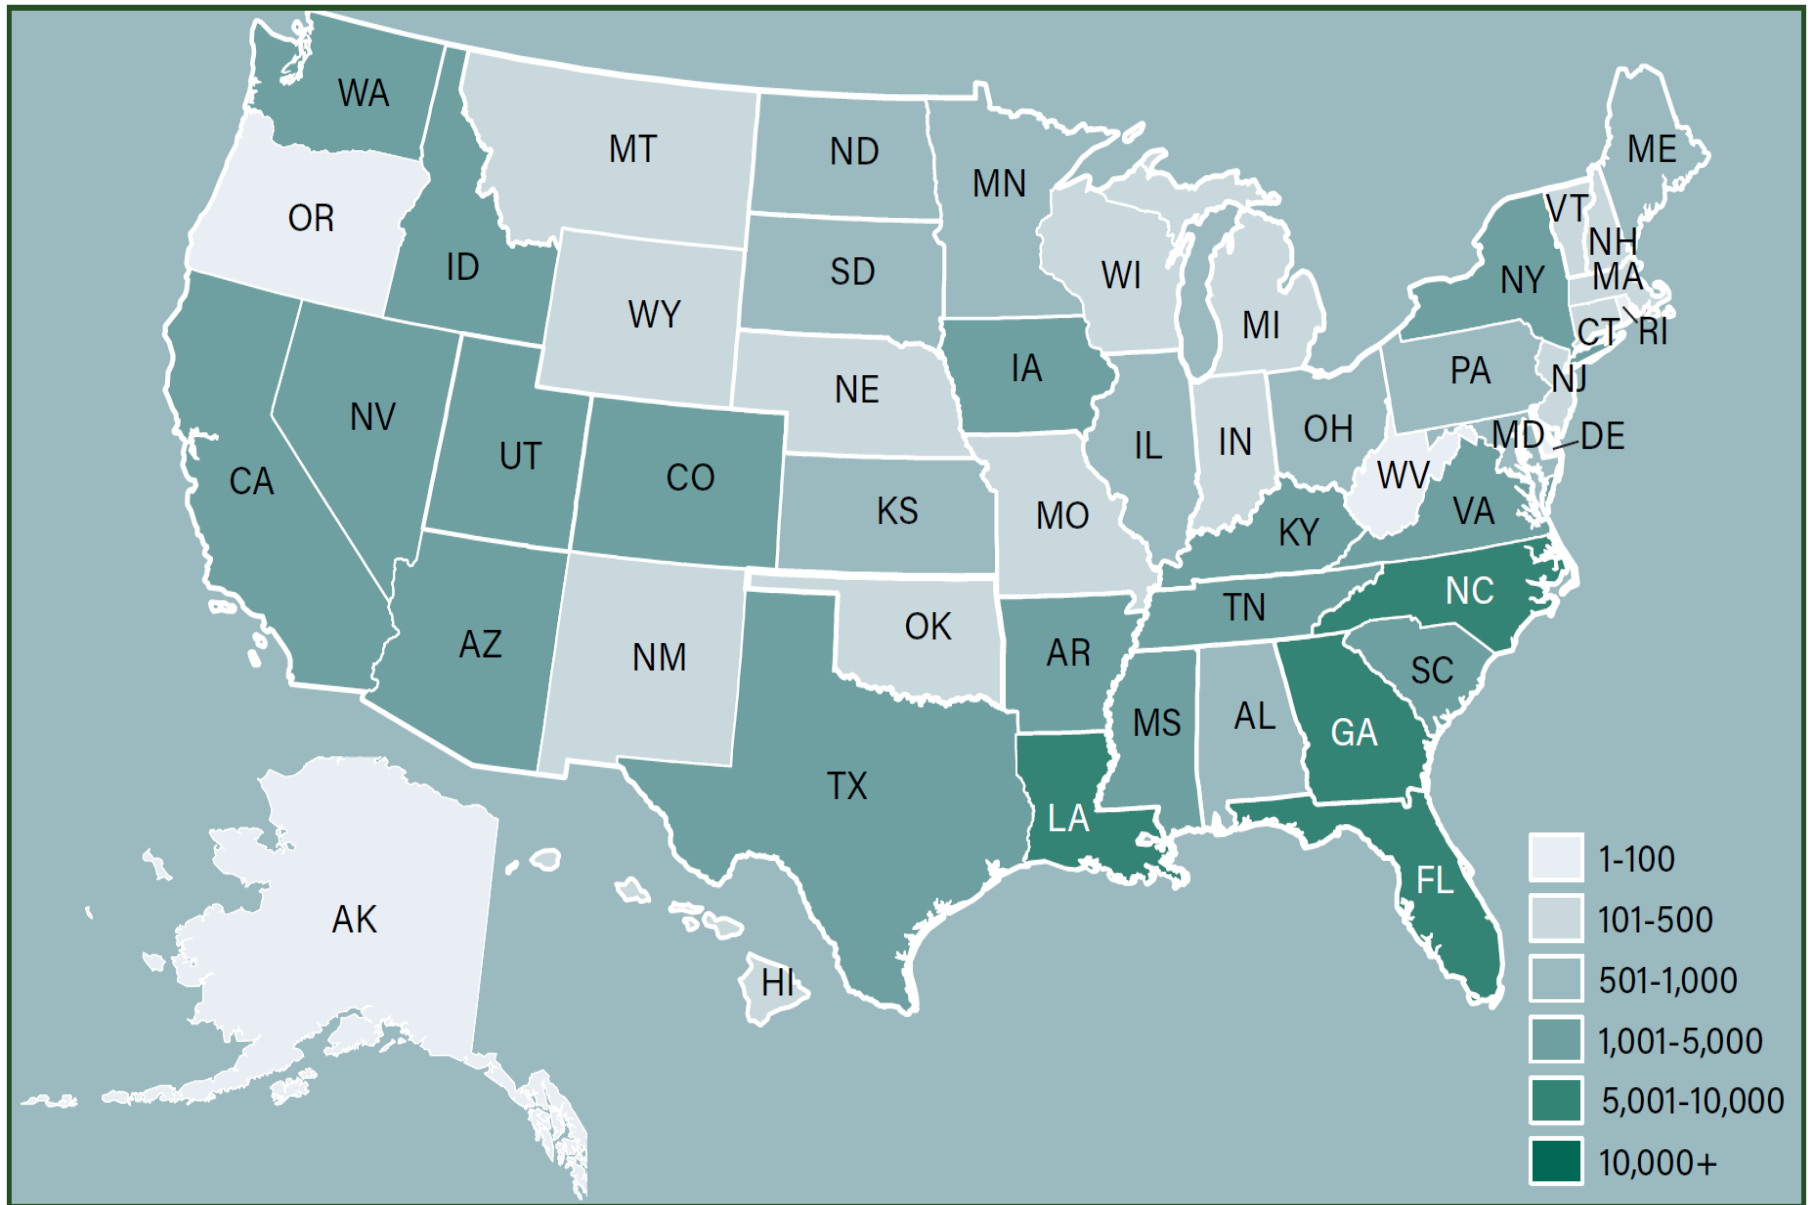 WA
MT
ND
MN
ME
OR
ID
WY
SD
WI
MI
VT
NH
MA
NY
CT
RI
NE
IA
PA
NJ
NV
UT
CO
CA
KS
MO
IL
IN
OH
MD
DE
WV
VA
KY
AZ
NM
OK
AR
TN
NC
SC
MS
AL
GA
TX
LA
FL
AK
HI
1-100
101-500
501-1,000
1,001-5,000
5,001-10,000
10,000+